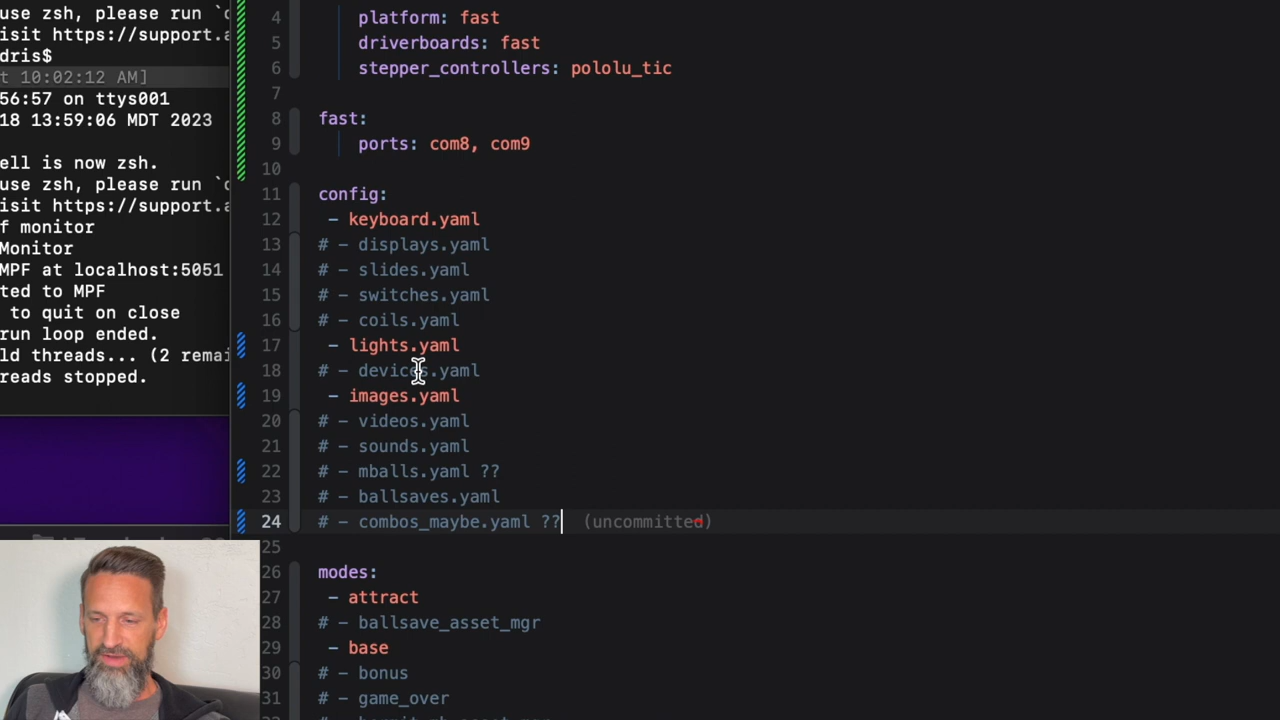 use zsh, please run `
isit https://support.a
dris$
t 10:02:12 AM]
56:57 on ttys001
18 13:59:06 MDT 2023
ell is now zsh.
use zsh, please run `
isit https://support.a
f monitor
Monitor
MPF at localhost:5051
ted to MPF
to quit on close
run loop ended.
ld threads... (2 remai
reads stopped.
4 platform: fast
5 driverboards: fast
6 stepper_controllers: pololu_tic
7
8 fast:
9 ports: com8, com9
10
11 config:
12 - keyboard.yaml
13 # - displays.yaml
14 # - slides.yaml
15 # - switches.yaml
16 # - coils.yaml
17 - lights.yaml
18 # - devices.yaml
19 - images.yaml
20 # - videos.yaml
21 # - sounds.yaml
22 # - mballs.yaml ??
23 # - ballsaves.yaml
24 # - combos_maybe.yaml ?? (uncommitted)
25
26 modes:
27 - attract
28 # - ballsave_asset_mgr
29 - base
30 # - bonus
31 # - game_over